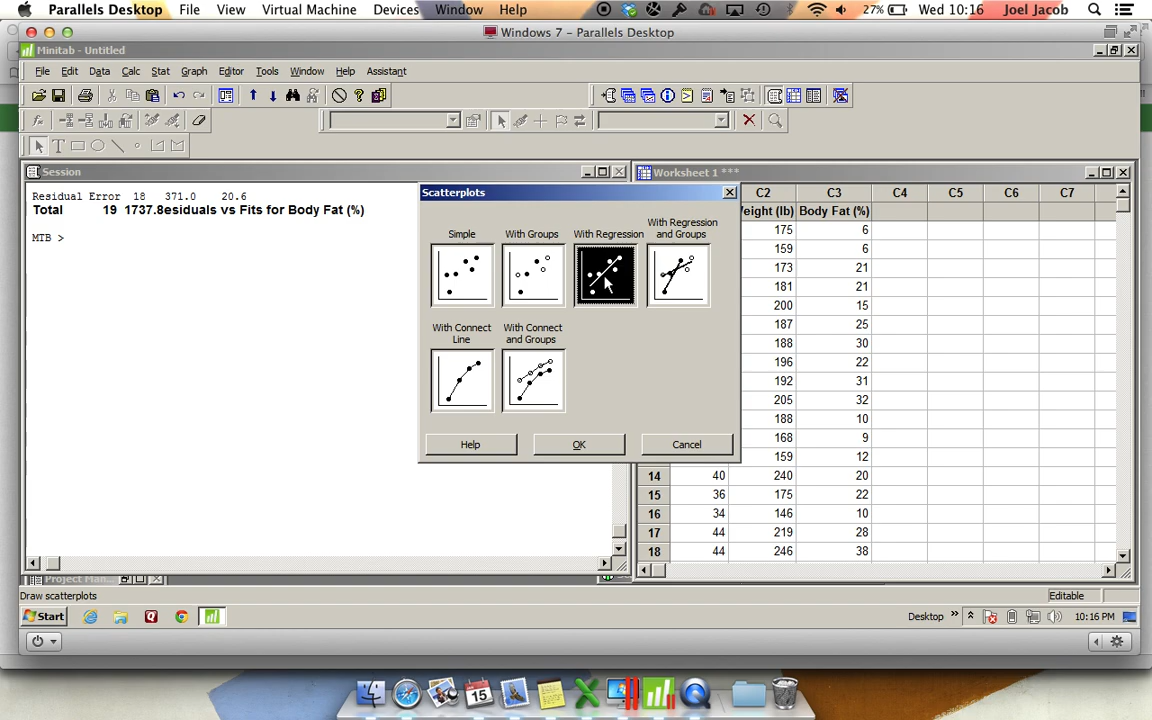 Parallels Desktop File View Virtual Machine Devices Window Help 27% Wed 10:16 Joel Jacob
Windows 7 – Parallels Desktop
Minitab - Untitled
File Edit Data Calc Stat Graph Editor Tools Window Help Assistant
Session
Residual Error 18 371.0 20.6
Total 19 1737.8esiduals vs Fits for Body Fat (%)
MTB >
Scatterplots
Simple
With Groups
With Regression
With Regression
and Groups
With Connect
Line
With Connect
and Groups
Help OK Cancel
Worksheet 1 ***
C2 C3 C4 C5 C6 C7
eight (lb) Body Fat (%)
175 6
159 6
173 21
181 21
200 15
187 25
188 30
196 22
192 31
205 32
188 10
168 9
159 12
14 40 240 20
15 36 175 22
16 34 146 10
17 44 219 28
18 44 246 38
Project Man...
Draw scatterplots
Editable
Start
Desktop
10:16 PM
15